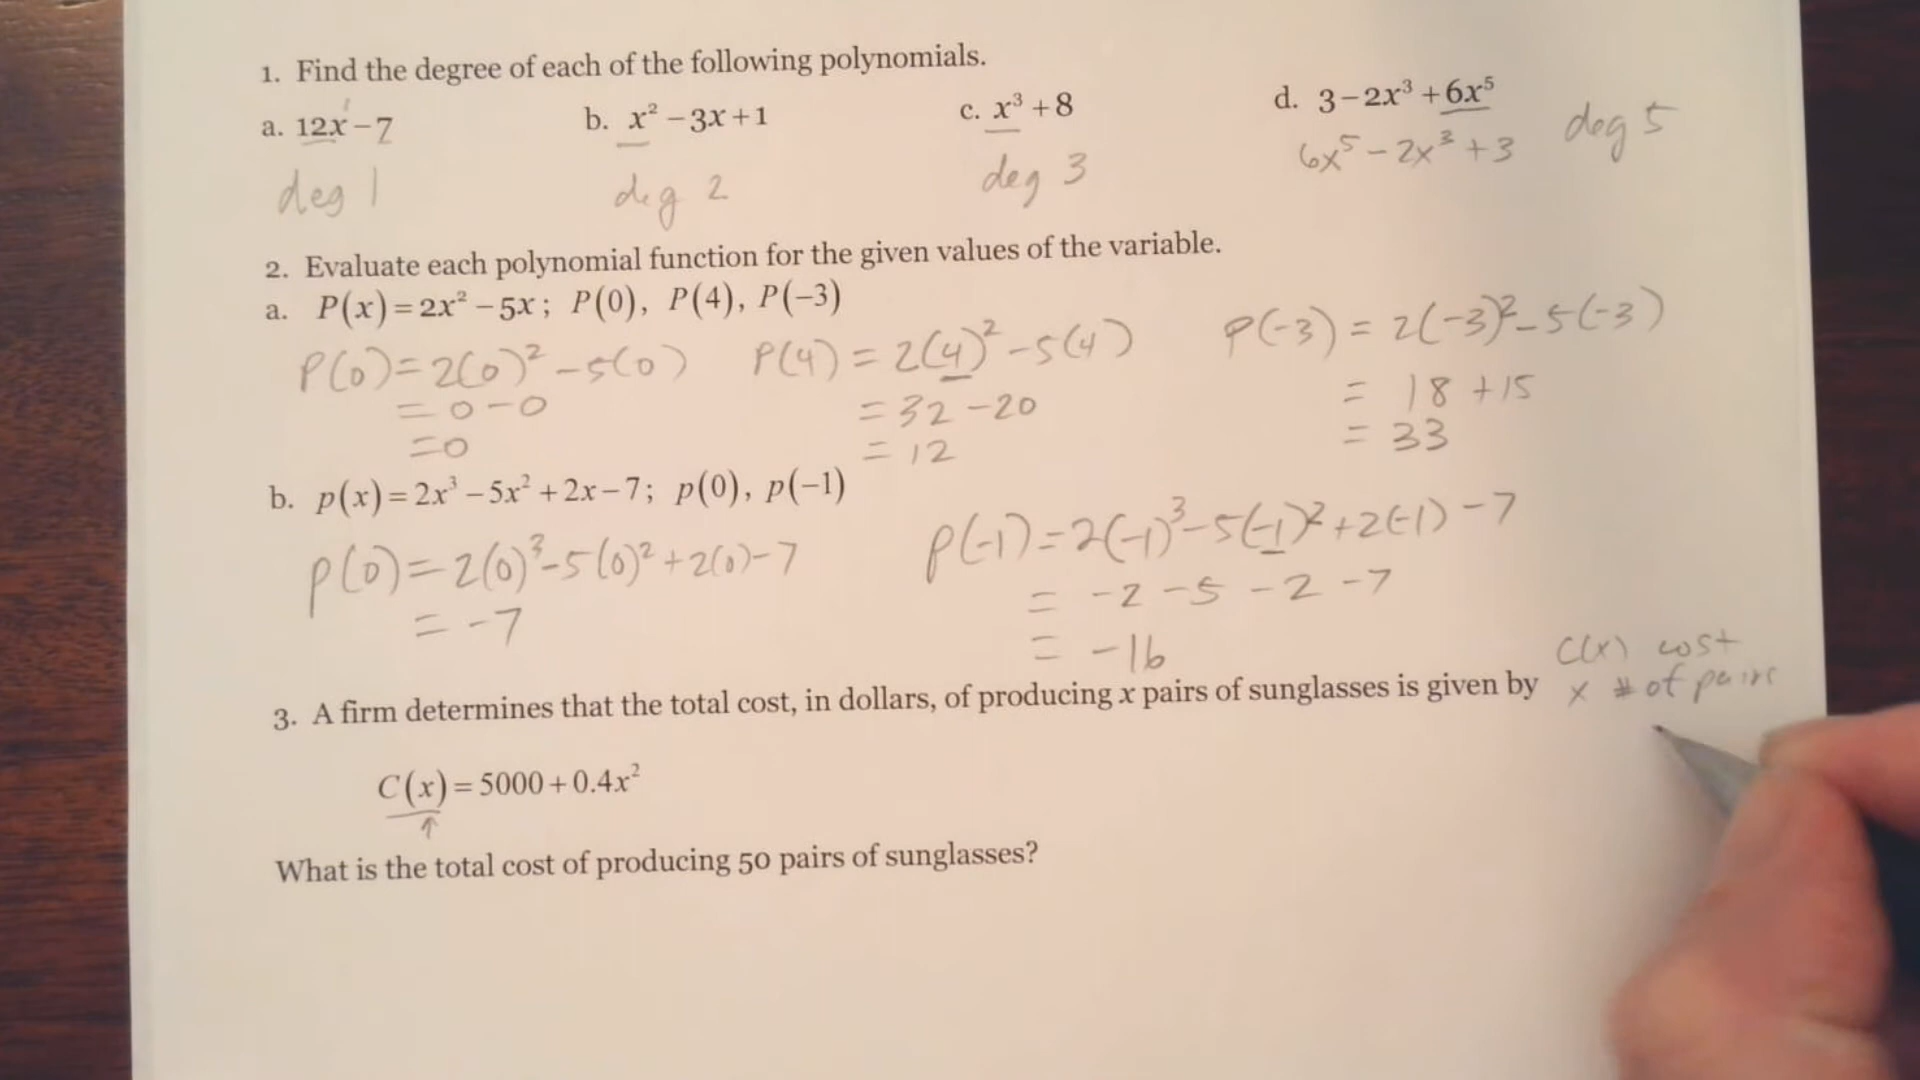 1. Find the degree of each of the following polynomials.
a. 12x – 7 b. x² – 3x + 1 c. x³ + 8 d. 3 – 2x³ + 6x⁵
1
6x⁵ – 2x³ + 3 deg 5
deg 1 deg 2 deg 3
2. Evaluate each polynomial function for the given values of the variable.
a. P(x) = 2x² – 5x; P(0), P(4), P(–3)
P(0) = 2(0)² – 5(0) P(4) = 2(4)² – 5(4) P(–3) = 2(–3)² – 5(–3)
= 0 – 0 = 32 – 20 = 18 + 15
= 0 = 12 = 33
b. p(x) = 2x³ – 5x² + 2x – 7; p(0), p(–1)
p(0) = 2(0)³ – 5(0)² + 2(0) – 7 p(–1) = 2(–1)³ – 5(–1)² + 2(–1) – 7
= –7 = –2 – 5 – 2 – 7
= –16
C(x) cost
3. A firm determines that the total cost, in dollars, of producing x pairs of sunglasses is given by x # of pairs
C(x) = 5000 + 0.4x²
↑
What is the total cost of producing 50 pairs of sunglasses?